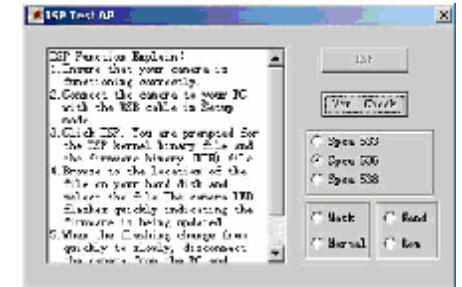 ISP Test AP
ISP Function Explain:
1.Ensure that your camera is
functioning correctly.
2.Connect the camera to your PC
with the USB cable in Setup
mode.
3.Click ISP. You are prompted for
the ISP kernel binary file and
the firmware binary (BIN) file
4.Browse to the location of the
file on your hard disk and
select the file The camera LED
flashes quickly indicating the
firmware is being updated
5.When the flashing change from
quickly to slowly, disconnect
the camera from the PC and
ISP
Ver. Check
Spca 533
Spca 536
Spca 538
Mask
Nand
Normal